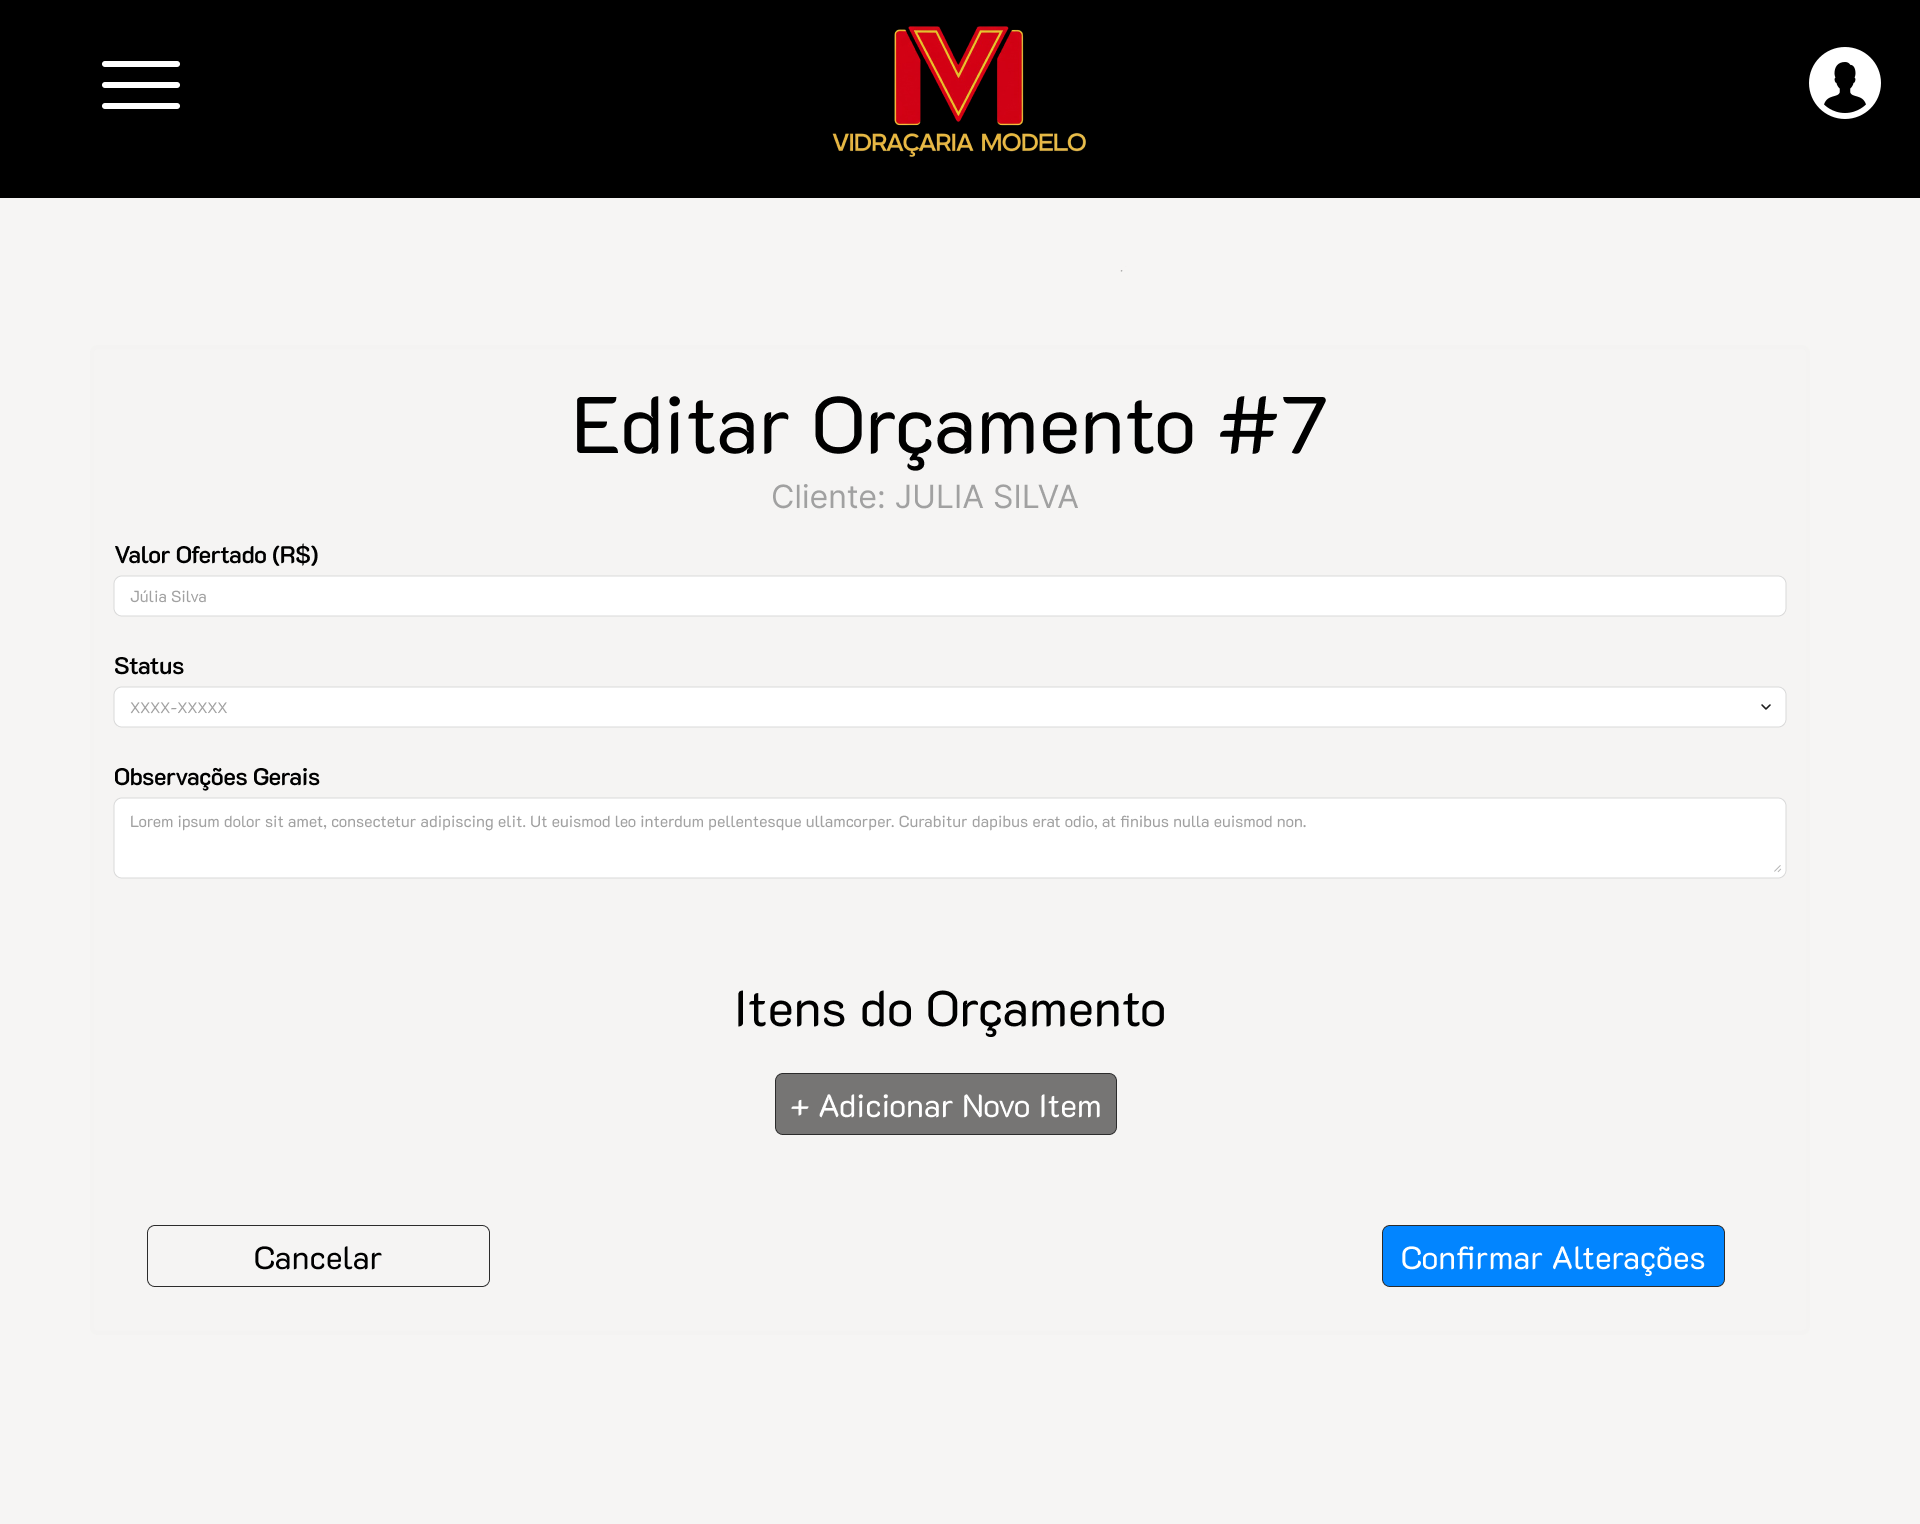 VIDRAÇARIA MODELO
Editar Orçamento #7
Cliente: JULIA SILVA
Valor Ofertado (R$)
Júlia Silva
Status
XXXX-XXXXX
Observações Gerais
Lorem ipsum dolor sit amet, consectetur adipiscing elit. Ut euismod leo interdum pellentesque ullamcorper. Curabitur dapibus erat odio, at finibus nulla euismod non.
Itens do Orçamento
+ Adicionar Novo Item
Cancelar
Confirmar Alterações